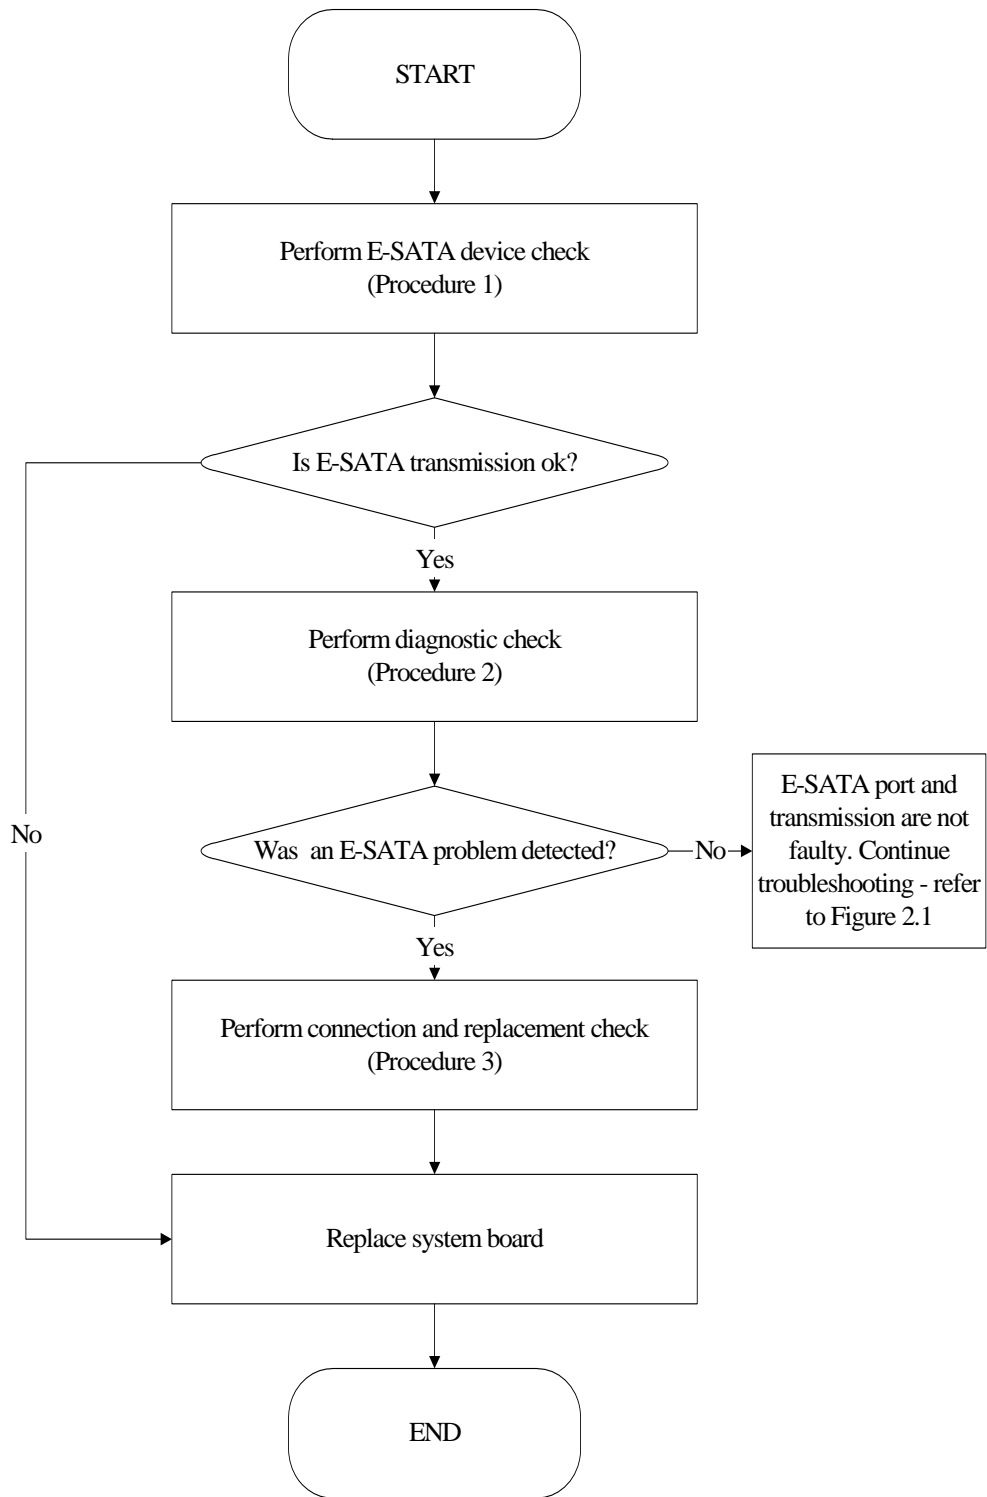 START
Perform E-SATA device check
(Procedure 1)
Is E-SATA transmission ok?
Yes
Perform diagnostic check
(Procedure 2)
No
Was an E-SATA problem detected?
No
E-SATA port and
transmission are not
faulty. Continue
troubleshooting - refer
to Figure 2.1
Yes
Perform connection and replacement check
(Procedure 3)
Replace system board
END